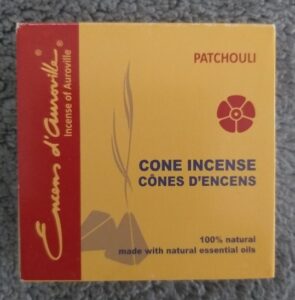 Encens d'Auroville®
Incense of Auroville
PATCHOULI
CONE INCENSE
CÔNES D'ENCENS
100% natural
made with natural essential oils